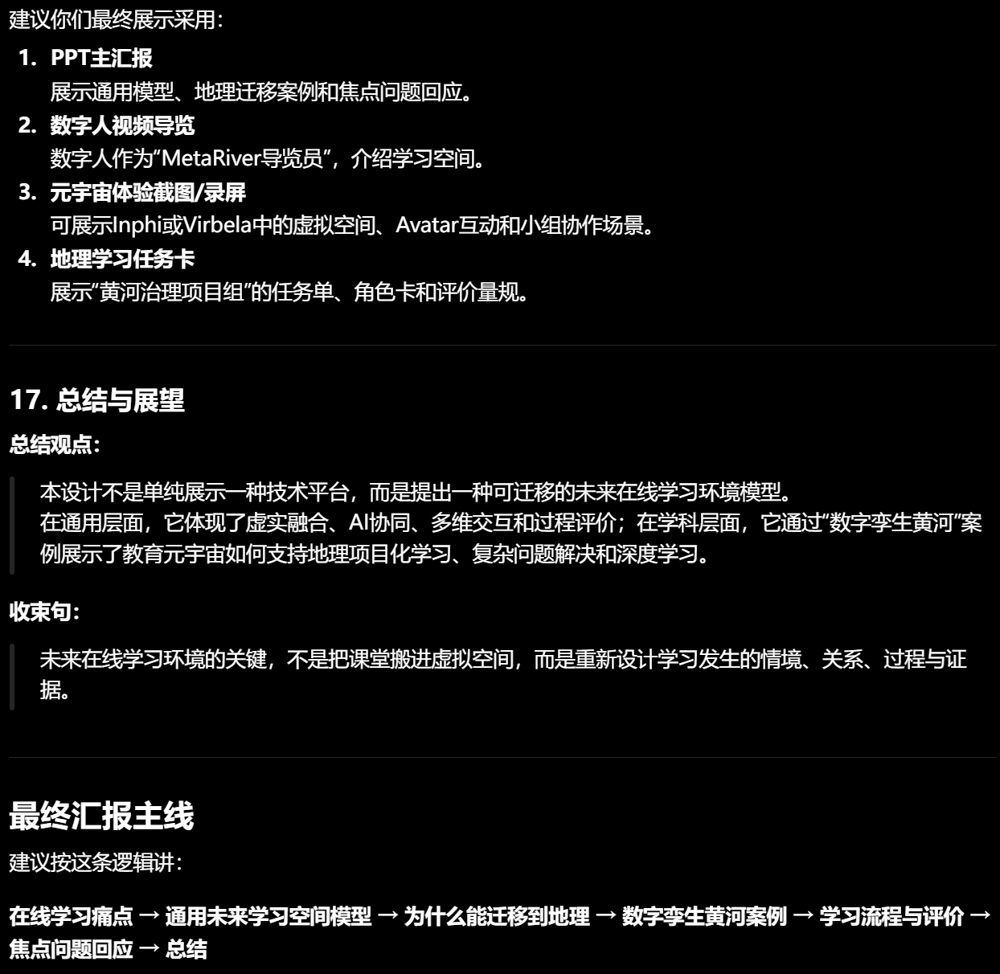 建议你们最终展示采用：
1. PPT主汇报
展示通用模型、地理迁移案例和焦点问题回应。
2. 数字人视频导览
数字人作为“MetaRiver导览员”，介绍学习空间。
3. 元宇宙体验截图/录屏
可展示Inphi或Virbela中的虚拟空间、Avatar互动和小组协作场景。
4. 地理学习任务卡
展示“黄河治理项目组”的任务单、角色卡和评价量规。
17. 总结与展望
总结观点：
本设计不是单纯展示一种技术平台，而是提出一种可迁移的未来在线学习环境模型。
在通用层面，它体现了虚实融合、AI协同、多维交互和过程评价；在学科层面，它通过“数字孪生黄河”案
例展示了教育元宇宙如何支持地理项目化学习、复杂问题解决和深度学习。
收束句：
未来在线学习环境的关键，不是把课堂搬进虚拟空间，而是重新设计学习发生的情境、关系、过程与证
据。
最终汇报主线
建议按这条逻辑讲：
在线学习痛点 → 通用未来学习空间模型 → 为什么能迁移到地理 → 数字孪生黄河案例 → 学习流程与评价 →
焦点问题回应 → 总结